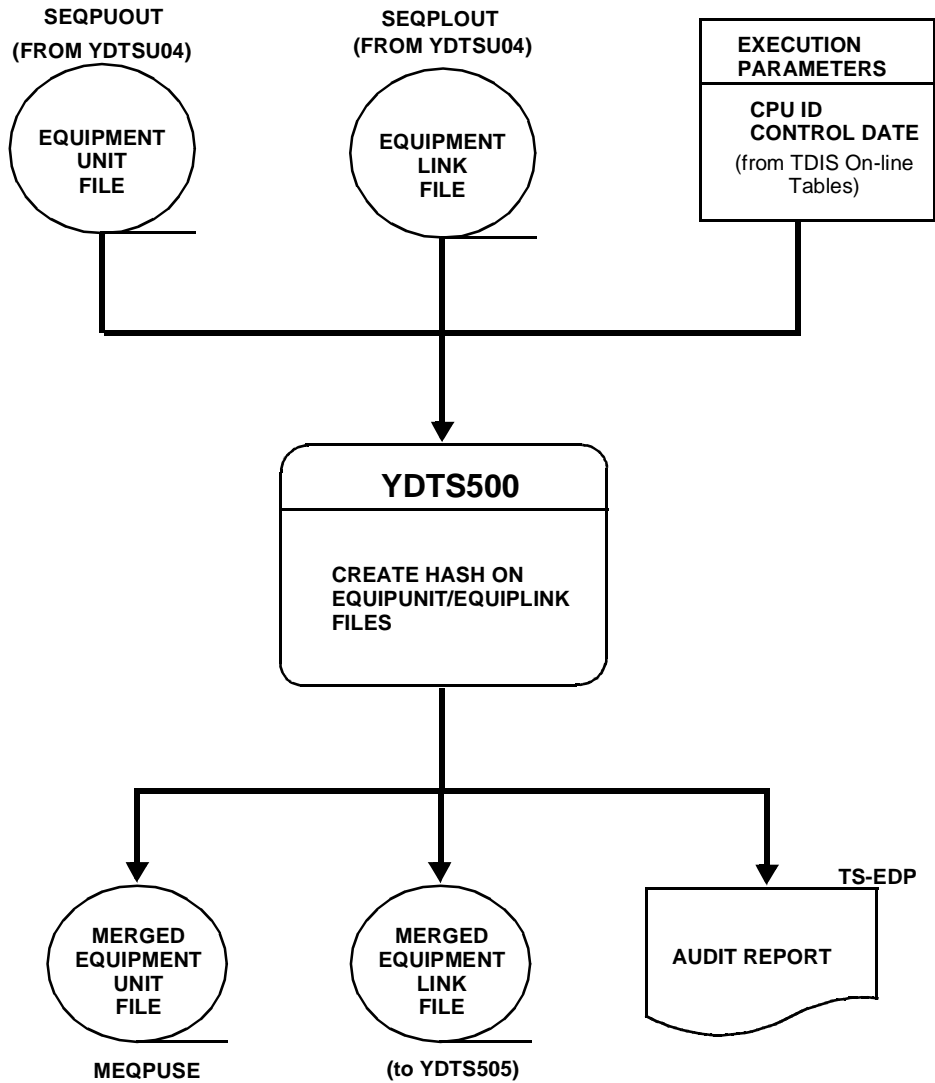 SEQPUOUT
(FROM YDTSU04)
EQUIPMENT
UNIT
FILE
SEQPLOUT
(FROM YDTSU04)
EQUIPMENT
LINK
FILE
EXECUTION
PARAMETERS
CPU ID
CONTROL DATE
(from TDIS On-line
Tables)
YDTS500
CREATE HASH ON
EQUIPUNIT/EQUIPLINK
FILES
MERGED
EQUIPMENT
UNIT
FILE
MEQPUSE
MERGED
EQUIPMENT
LINK
FILE
(to YDTS505)
TS-EDP
AUDIT REPORT